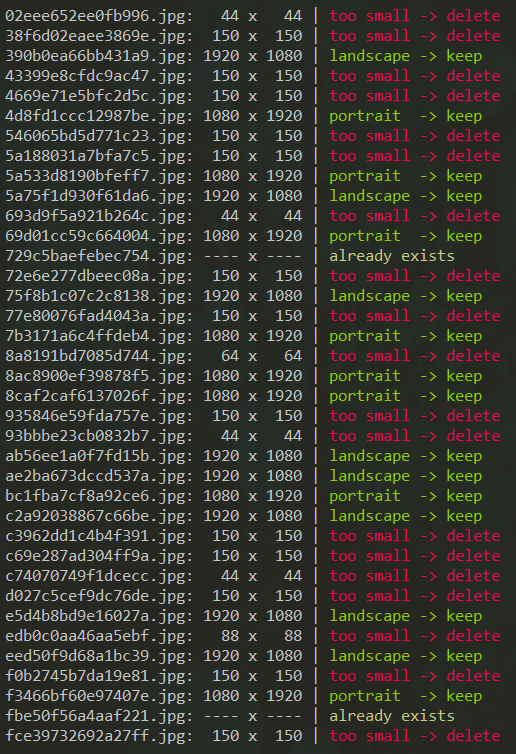 02eee652ee0fb996.jpg:   44 x   44 | too small -> delete
38f6d02eaee3869e.jpg:  150 x  150 | too small -> delete
390b0ea66bb431a9.jpg: 1920 x 1080 | landscape -> keep
43399e8cfdc9ac47.jpg:  150 x  150 | too small -> delete
4669e71e5bfc2d5c.jpg:  150 x  150 | too small -> delete
4d8fd1ccc12987be.jpg: 1080 x 1920 | portrait  -> keep
546065bd5d771c23.jpg:  150 x  150 | too small -> delete
5a188031a7bfa7c5.jpg:  150 x  150 | too small -> delete
5a533d8190bfeff7.jpg: 1080 x 1920 | portrait  -> keep
5a75f1d930f61da6.jpg: 1920 x 1080 | landscape -> keep
693d9f5a921b264c.jpg:   44 x   44 | too small -> delete
69d01cc59c664004.jpg: 1080 x 1920 | portrait  -> keep
729c5baefebec754.jpg: ---- x ---- | already exists
72e6e277dbeec08a.jpg:  150 x  150 | too small -> delete
75f8b1c07c2c8138.jpg: 1920 x 1080 | landscape -> keep
77e80076fad4043a.jpg:  150 x  150 | too small -> delete
7b3171a6c4ffdeb4.jpg: 1080 x 1920 | portrait  -> keep
8a8191bd7085d744.jpg:   64 x   64 | too small -> delete
8ac8900ef39878f5.jpg: 1080 x 1920 | portrait  -> keep
8caf2caf6137026f.jpg: 1080 x 1920 | portrait  -> keep
935846e59fda757e.jpg:  150 x  150 | too small -> delete
93bbbe23cb0832b7.jpg:   44 x   44 | too small -> delete
ab56ee1a0f7fd15b.jpg: 1920 x 1080 | landscape -> keep
ae2ba673dccd537a.jpg: 1920 x 1080 | landscape -> keep
bc1fba7cf8a92ce6.jpg: 1080 x 1920 | portrait  -> keep
c2a92038867c66be.jpg: 1920 x 1080 | landscape -> keep
c3962dd1c4b4f391.jpg:  150 x  150 | too small -> delete
c69e287ad304ff9a.jpg:  150 x  150 | too small -> delete
c74070749f1dcecc.jpg:   44 x   44 | too small -> delete
d027c5cef9dc76de.jpg:  150 x  150 | too small -> delete
e5d4b8bd9e16027a.jpg: 1920 x 1080 | landscape -> keep
edb0c0aa46aa5ebf.jpg:   88 x   88 | too small -> delete
eed50f9d68a1bc39.jpg: 1920 x 1080 | landscape -> keep
f0b2745b7da19e81.jpg:  150 x  150 | too small -> delete
f3466bf60e97407e.jpg: 1080 x 1920 | portrait  -> keep
fbe50f56a4aaf221.jpg: ---- x ---- | already exists
fce39732692a27ff.jpg:  150 x  150 | too small -> delete